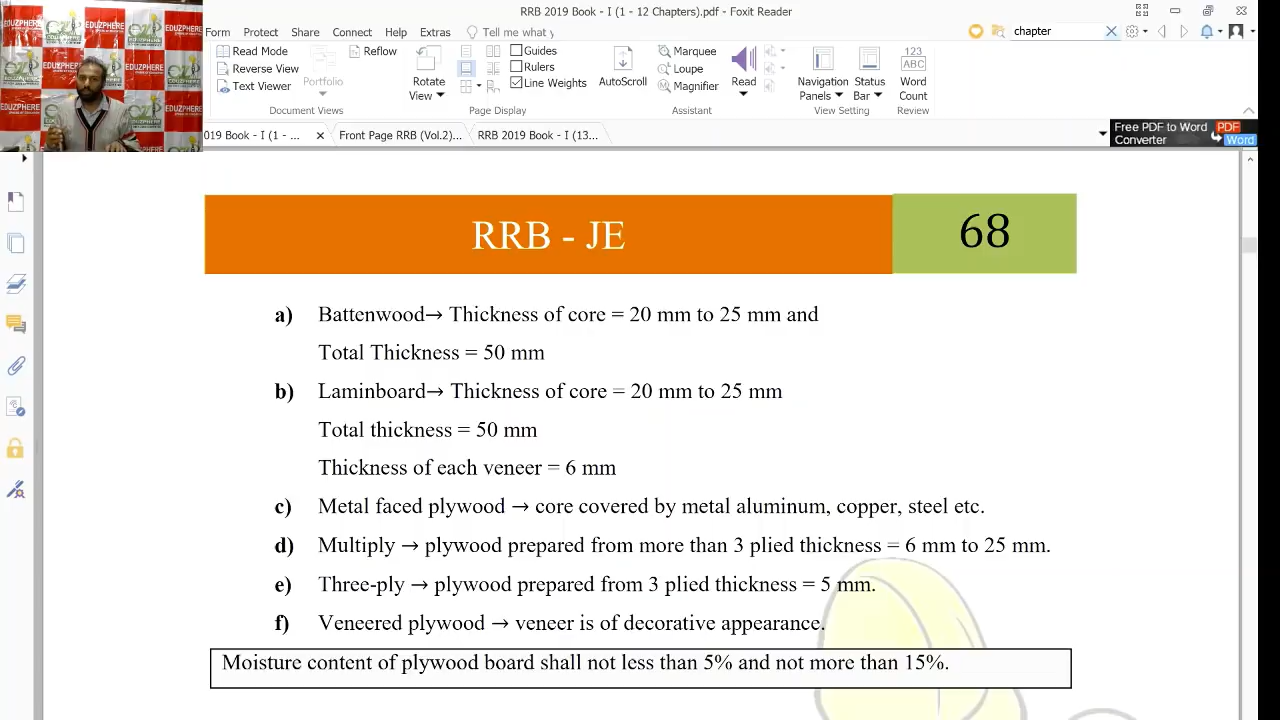 RRB 2019 Book - I (1 - 12 Chapters).pdf - Foxit Reader
Form Protect Share Connect Help Extras Tell me what y
chapter
Read Mode
Reverse View
Text Viewer
Reflow
Portfolio
Document Views
Rotate View
Guides
Rulers
Line Weights
AutoScroll
Page Display
Marquee
Loupe
Magnifier
Read
Assistant
Navigation Panels
Status Bar
View Setting
123
ABC
Word Count
Review
019 Book - I (1 - ...
Front Page RRB (Vol.2)...
RRB 2019 Book - I (13...
Free PDF to Word Converter
PDF
Word
EDUZPHERE
RRB - JE
68
a) Battenwood→ Thickness of core = 20 mm to 25 mm and
Total Thickness = 50 mm
b) Laminboard→ Thickness of core = 20 mm to 25 mm
Total thickness = 50 mm
Thickness of each veneer = 6 mm
c) Metal faced plywood → core covered by metal aluminum, copper, steel etc.
d) Multiply → plywood prepared from more than 3 plied thickness = 6 mm to 25 mm.
e) Three-ply → plywood prepared from 3 plied thickness = 5 mm.
f) Veneered plywood → veneer is of decorative appearance.
Moisture content of plywood board shall not less than 5% and not more than 15%.